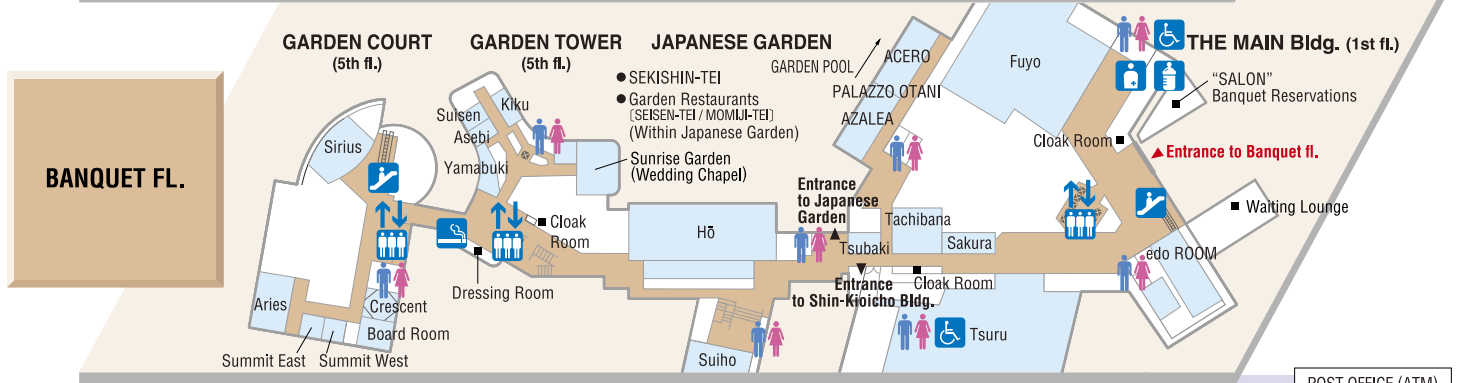 BANQUET FL.
GARDEN COURT
(5th fl.)
GARDEN TOWER
(5th fl.)
JAPANESE GARDEN
● SEKISHIN-TEI
● Garden Restaurants
[SEISEN-TEI / MOMIJI-TEI]
(Within Japanese Garden)
Sunrise Garden
(Wedding Chapel)
GARDEN POOL
ACERO
PALAZZO OTANI
AZALEA
Fuyo
THE MAIN Bldg. (1st fl.)
"SALON"
Banquet Reservations
Cloak Room
Entrance to Banquet fl.
Waiting Lounge
Sirius
Suisen
Kiku
Asebi
Yamabuki
Cloak
Room
Dressing Room
Hō
Entrance
to Japanese
Garden
Tachibana
Tsubaki
Sakura
edo ROOM
Cloak Room
Entrance
to Shin-Kioicho Bldg.
Aries
Crescent
Board Room
Summit East
Summit West
Suiho
Tsuru
POST OFFICE (ATM)